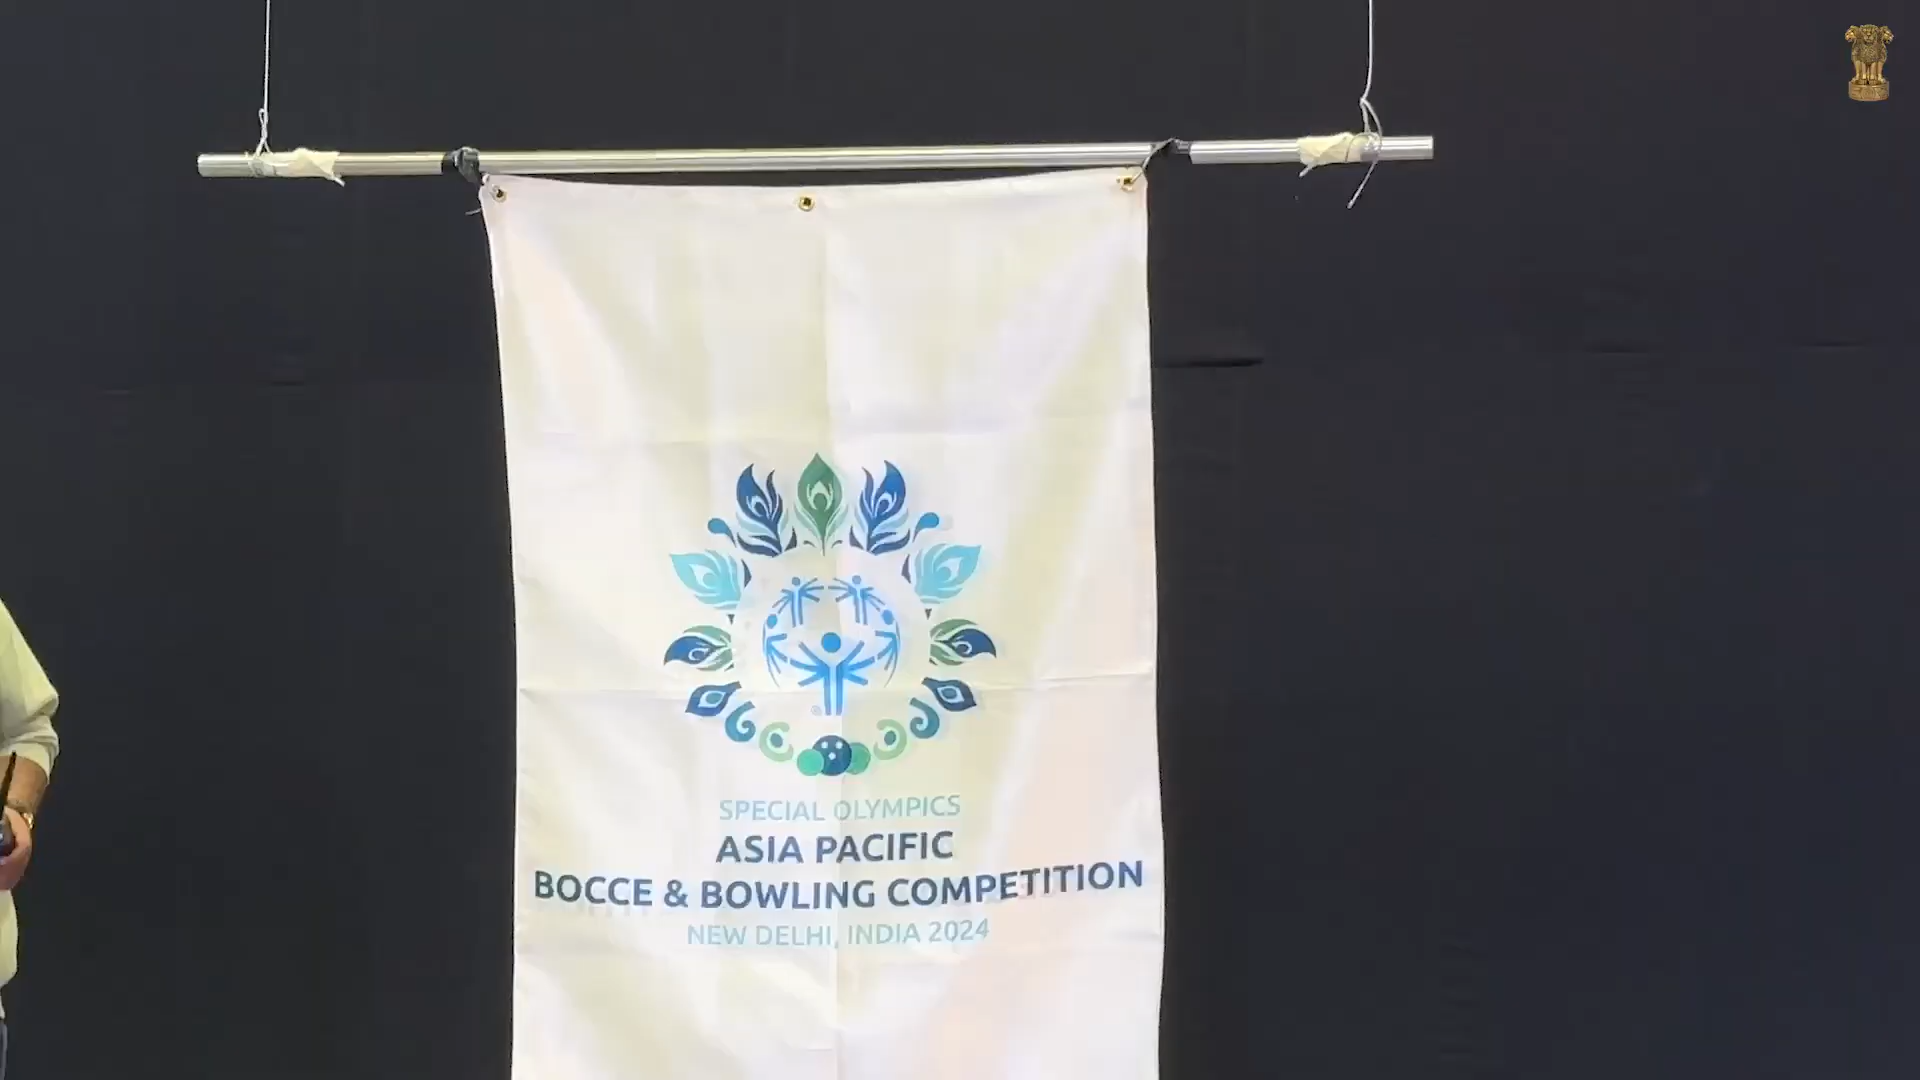 SPECIAL OLYMPICS
ASIA PACIFIC
BOCCE & BOWLING COMPETITION
NEW DELHI, INDIA 2024